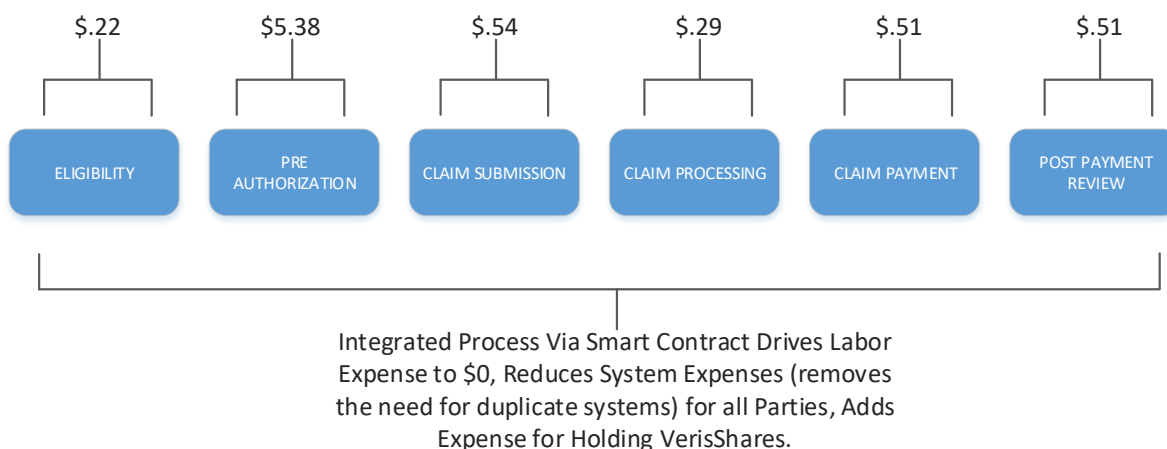 $.22
$5.38
$.54
$.29
$.51
$.51
ELIGIBILITY
PRE
AUTHORIZATION
CLAIM SUBMISSION
CLAIM PROCESSING
CLAIM PAYMENT
POST PAYMENT
REVIEW
Integrated Process Via Smart Contract Drives Labor
Expense to $0, Reduces System Expenses (removes
the need for duplicate systems) for all Parties, Adds
Expense for Holding VerisShares.